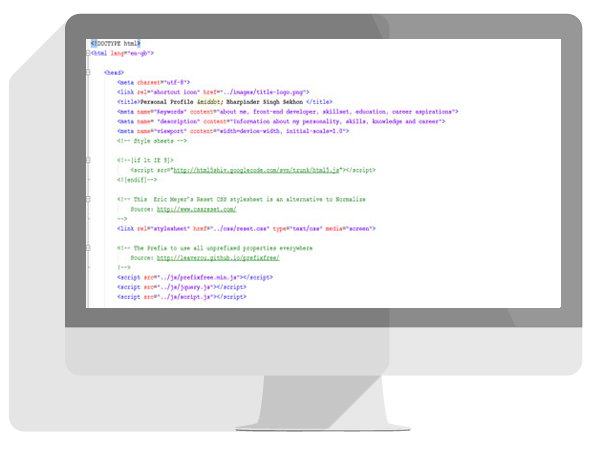 <!DOCTYPE html>
<html lang="en-gb">
<head>
<meta charset="utf-8">
<link rel="shortcut icon" href="../images/title-logo.png">
<title>Personal Profile &middot; Bharpinder Singh Sekhon </title>
<meta name="Keywords" content="about me, front-end developer, skillset, education, career aspirations">
<meta name= "description" content="Information about my personality, skills, knowledge and career">
<meta name="viewport" content="width=device-width, initial-scale=1.0">
<!-- Style sheets -->
<!--[if lt IE 9]>
<script src="http://html5shiv.googlecode.com/svn/trunk/html5.js"></script>
<![endif]-->
<!-- This  Eric Meyer's Reset CSS stylesheet is an alternative to Normalize
Source: http://www.cssreset.com/
-->
<link rel="stylesheet" href="../css/reset.css" type="text/css" media="screen">
<!-- The Prefix to use all unprefixed properties everywhere
Source: http://leaverou.github.io/prefixfree/
!-->
<script src="../js/prefixfree.min.js"></script>
<script src="../js/jquery.js"></script>
<script src="../js/script.js"></script>